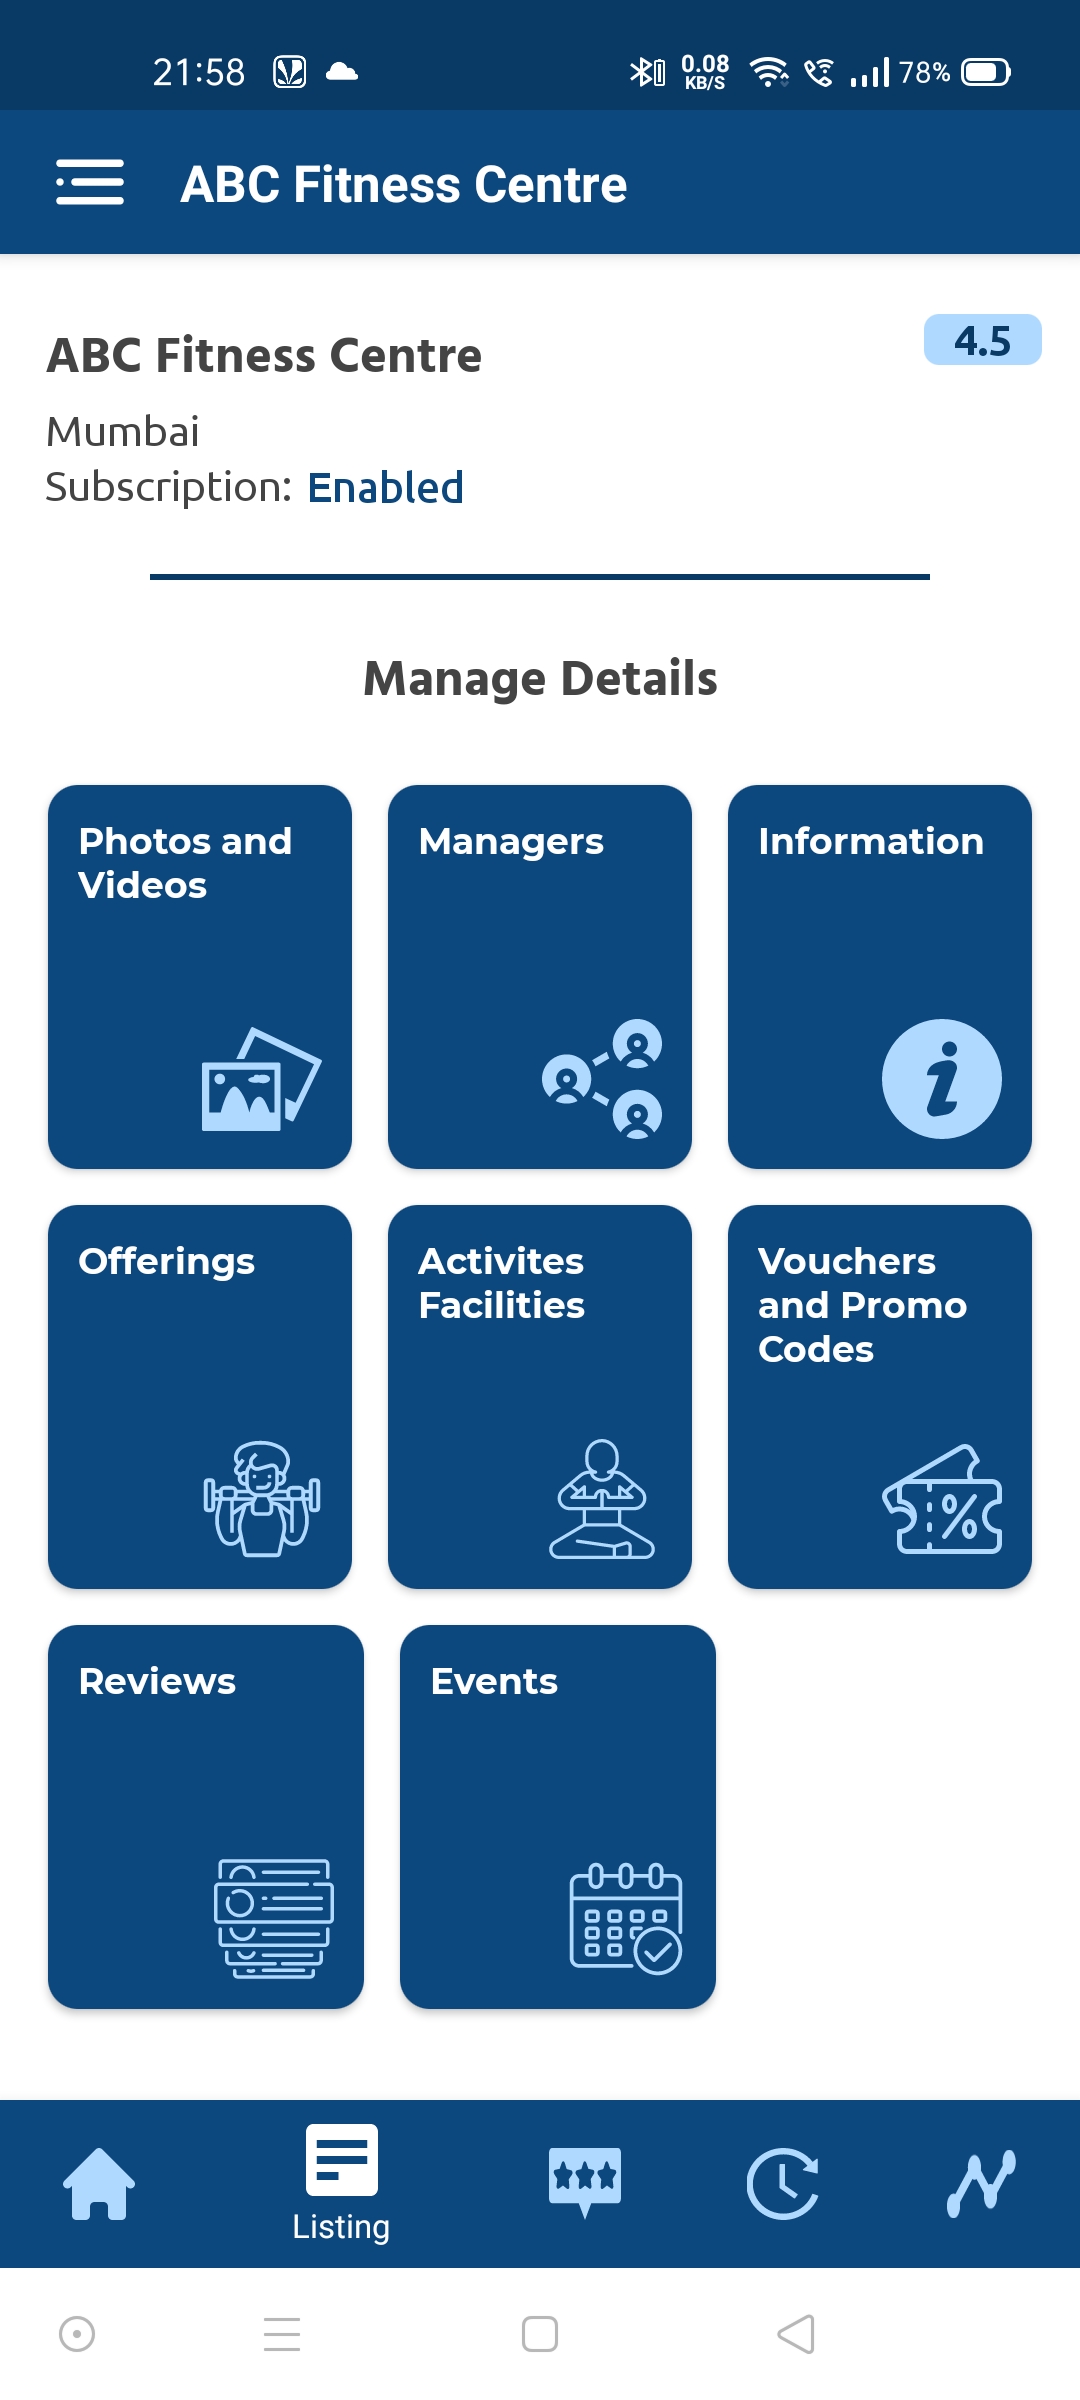 21:58 0.08 KB/S 78%
ABC Fitness Centre
ABC Fitness Centre 4.5
Mumbai
Subscription: Enabled
Manage Details
Photos and
Videos
Managers
Information
Offerings
Activites
Facilities
Vouchers
and Promo
Codes
Reviews
Events
Listing